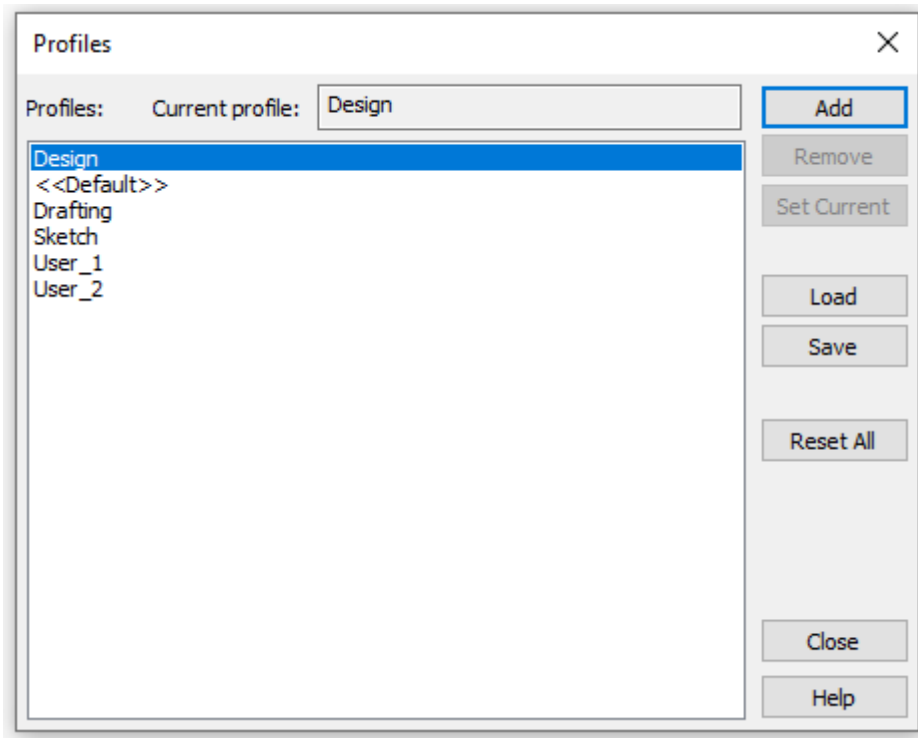 Profiles
Profiles: Current profile: Design
Add
Design
<<Default>>
Drafting
Sketch
User_1
User_2
Remove
Set Current
Load
Save
Reset All
Close
Help